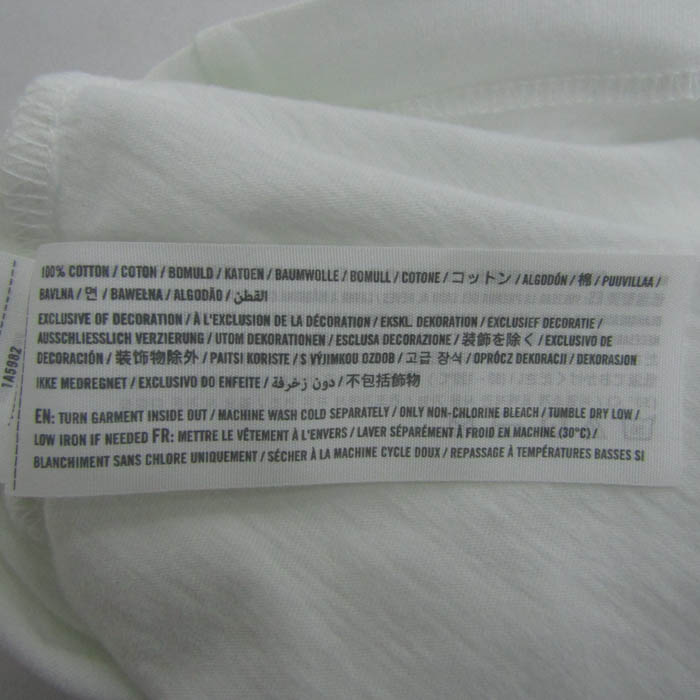 100% COTTON / COTON / BOMULD / KATOEN / BAUMWOLLE / BOMULL / COTONE / コットン / ALGODÓN / 棉 / PUUVILLAA /
BAVLNA / 면 / BAWEŁNA / ALGODÃO / القطن
EXCLUSIVE OF DECORATION / À L'EXCLUSION DE LA DÉCORATION / EKSKL. DEKORATION / EXCLUSIEF DECORATIE /
AUSSCHLIESSLICH VERZIERUNG / UTOM DEKORATIONEN / ESCLUSA DECORAZIONE / 装飾を除く / EXCLUSIVO DE
DECORACIÓN / 装饰物除外 / PAITSI KORISTE / S VÝJIMKOU OZDOB / 고급 장식 / OPRÓCZ DEKORACJI / DEKORASJON
IKKE MEDREGNET / EXCLUSIVO DO ENFEITE / دون زخرفة / 不包括飾物
EN: TURN GARMENT INSIDE OUT / MACHINE WASH COLD SEPARATELY / ONLY NON-CHLORINE BLEACH / TUMBLE DRY LOW /
LOW IRON IF NEEDED FR: METTRE LE VÊTEMENT À L'ENVERS / LAVER SÉPARÉMENT À FROID EN MACHINE (30°C) /
BLANCHIMENT SANS CHLORE UNIQUEMENT / SÉCHER À LA MACHINE CYCLE DOUX / REPASSAGE À TEMPÉRATURES BASSES SI
1A5982